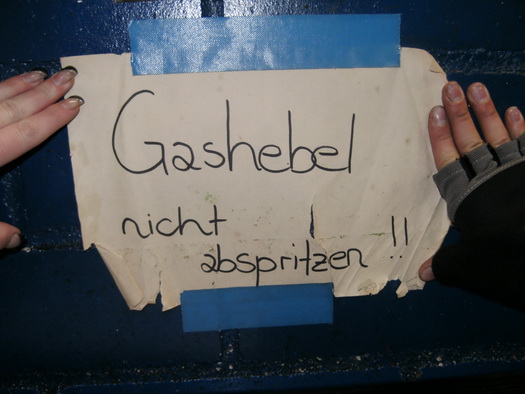 Gashebel
nicht
abspritzen !!